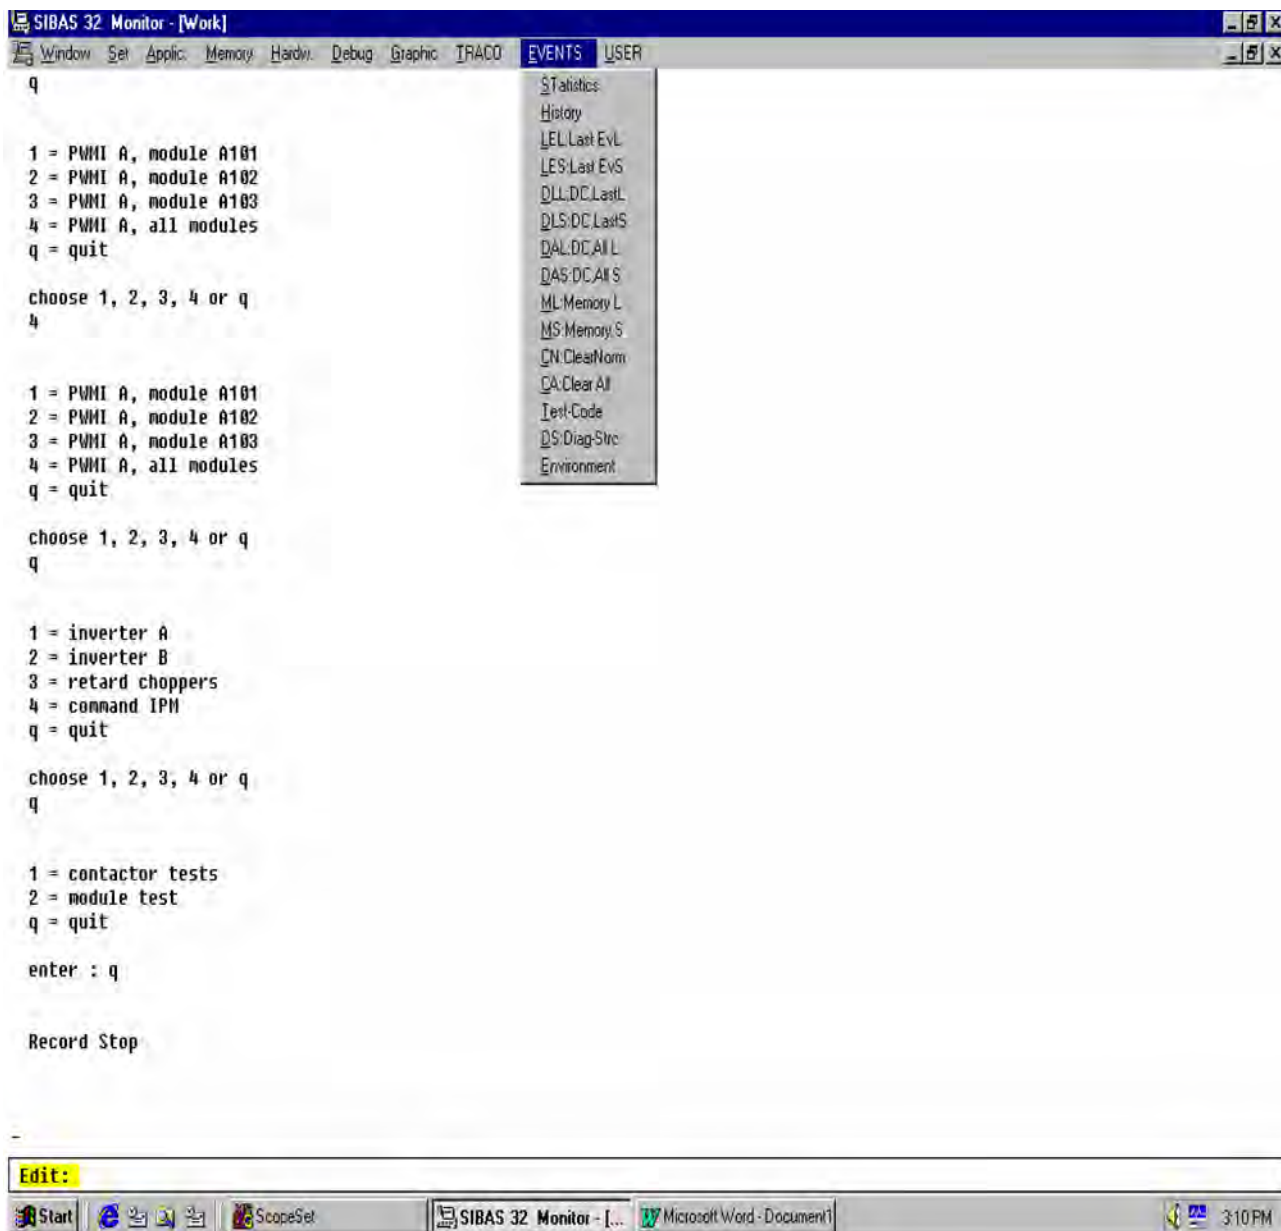 SIBAS 32 Monitor - [Work]
Window Set Applic. Memory Hardw. Debug Graphic TRACO EVENTS USER
q
1 = PWMI A, module A101
2 = PWMI A, module A102
3 = PWMI A, module A103
4 = PWMI A, all modules
q = quit
choose 1, 2, 3, 4 or q
4
1 = PWMI A, module A101
2 = PWMI A, module A102
3 = PWMI A, module A103
4 = PWMI A, all modules
q = quit
choose 1, 2, 3, 4 or q
q
1 = inverter A
2 = inverter B
3 = retard choppers
4 = command IPM
q = quit
choose 1, 2, 3, 4 or q
q
1 = contactor tests
2 = module test
q = quit
enter : q
Record Stop
STatistics
History
LEL:Last EvL
LES:Last EvS
DLL:DC,LastL
DLS:DC,LastS
DAL:DC,All L
DAS:DC,All S
ML:Memory L
MS:Memory S
CN:ClearNorm
CA:Clear All
Test-Code
DS:Diag-Strc
Environment
Edit:
Start ScopeSet SIBAS 32 Monitor - [... Microsoft Word - Document1 3:10 PM